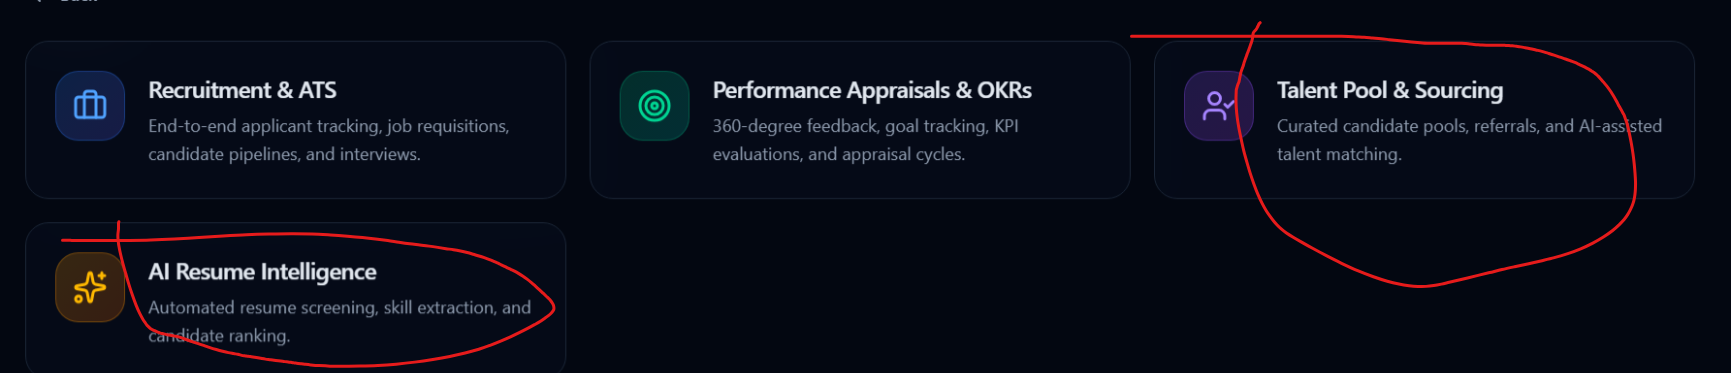 Recruitment & ATS
End-to-end applicant tracking, job requisitions,
candidate pipelines, and interviews.
Performance Appraisals & OKRs
360-degree feedback, goal tracking, KPI
evaluations, and appraisal cycles.
Talent Pool & Sourcing
Curated candidate pools, referrals, and AI-assisted
talent matching.
AI Resume Intelligence
Automated resume screening, skill extraction, and
candidate ranking.